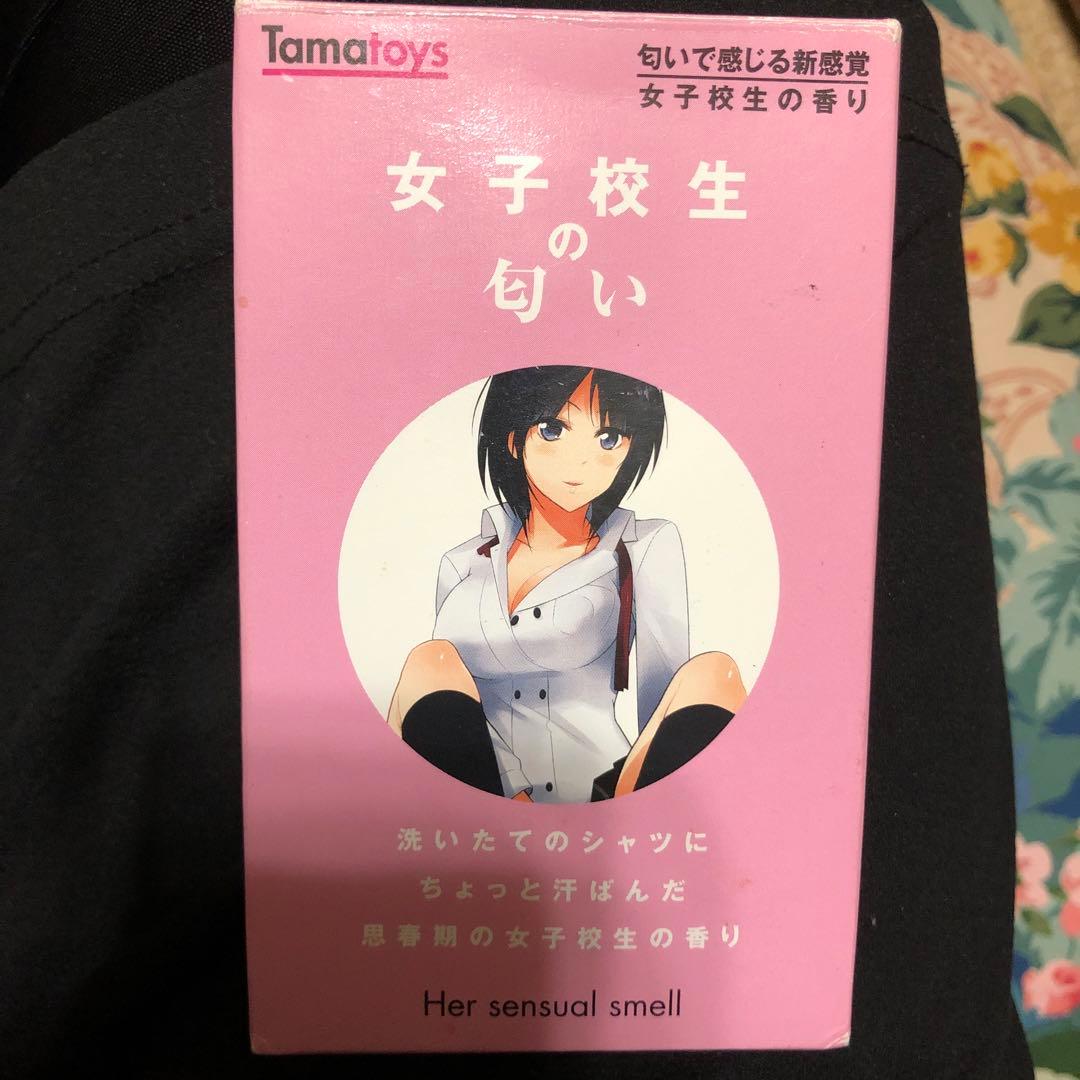 Tamatoys
匂いで感じる新感覚
女子校生の香り
女子校生
の
匂い
洗いたてのシャツに
ちょっと汗ばんだ
思春期の女子校生の香り
Her sensual smell